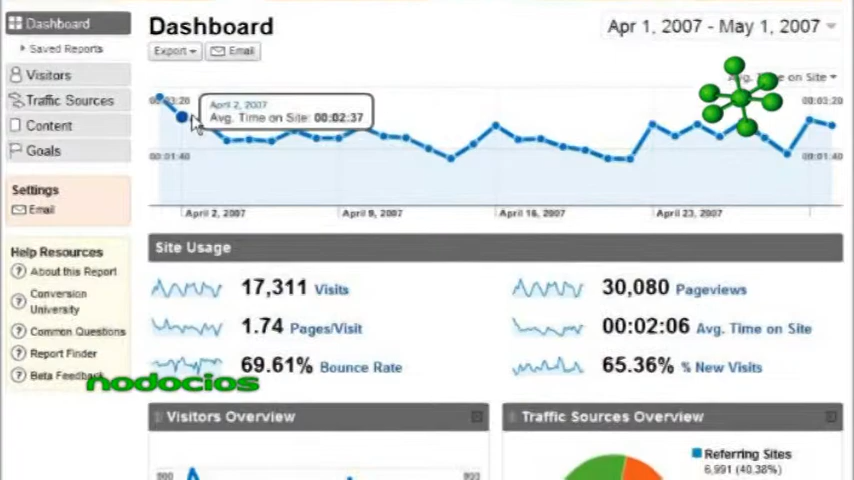 Dashboard
Saved Reports
Visitors
Traffic Sources
Content
Goals
Settings
Email
Help Resources
About this Report
Conversion
University
Common Questions
Report Finder
Beta Feedback
nodocios
Dashboard
Apr 1, 2007 - May 1, 2007
Export
Email
on Site
00:03:20
00:03:20
April 2, 2007
Avg. Time on Site: 00:02:37
00:01:40
00:01:40
April 2, 2007
April 9, 2007
April 16, 2007
April 23, 2007
Site Usage
17,311 Visits
30,080 Pageviews
1.74 Pages/Visit
00:02:06 Avg. Time on Site
69.61% Bounce Rate
65.36% % New Visits
Visitors Overview
Traffic Sources Overview
Referring Sites
6,991 (40.38%)